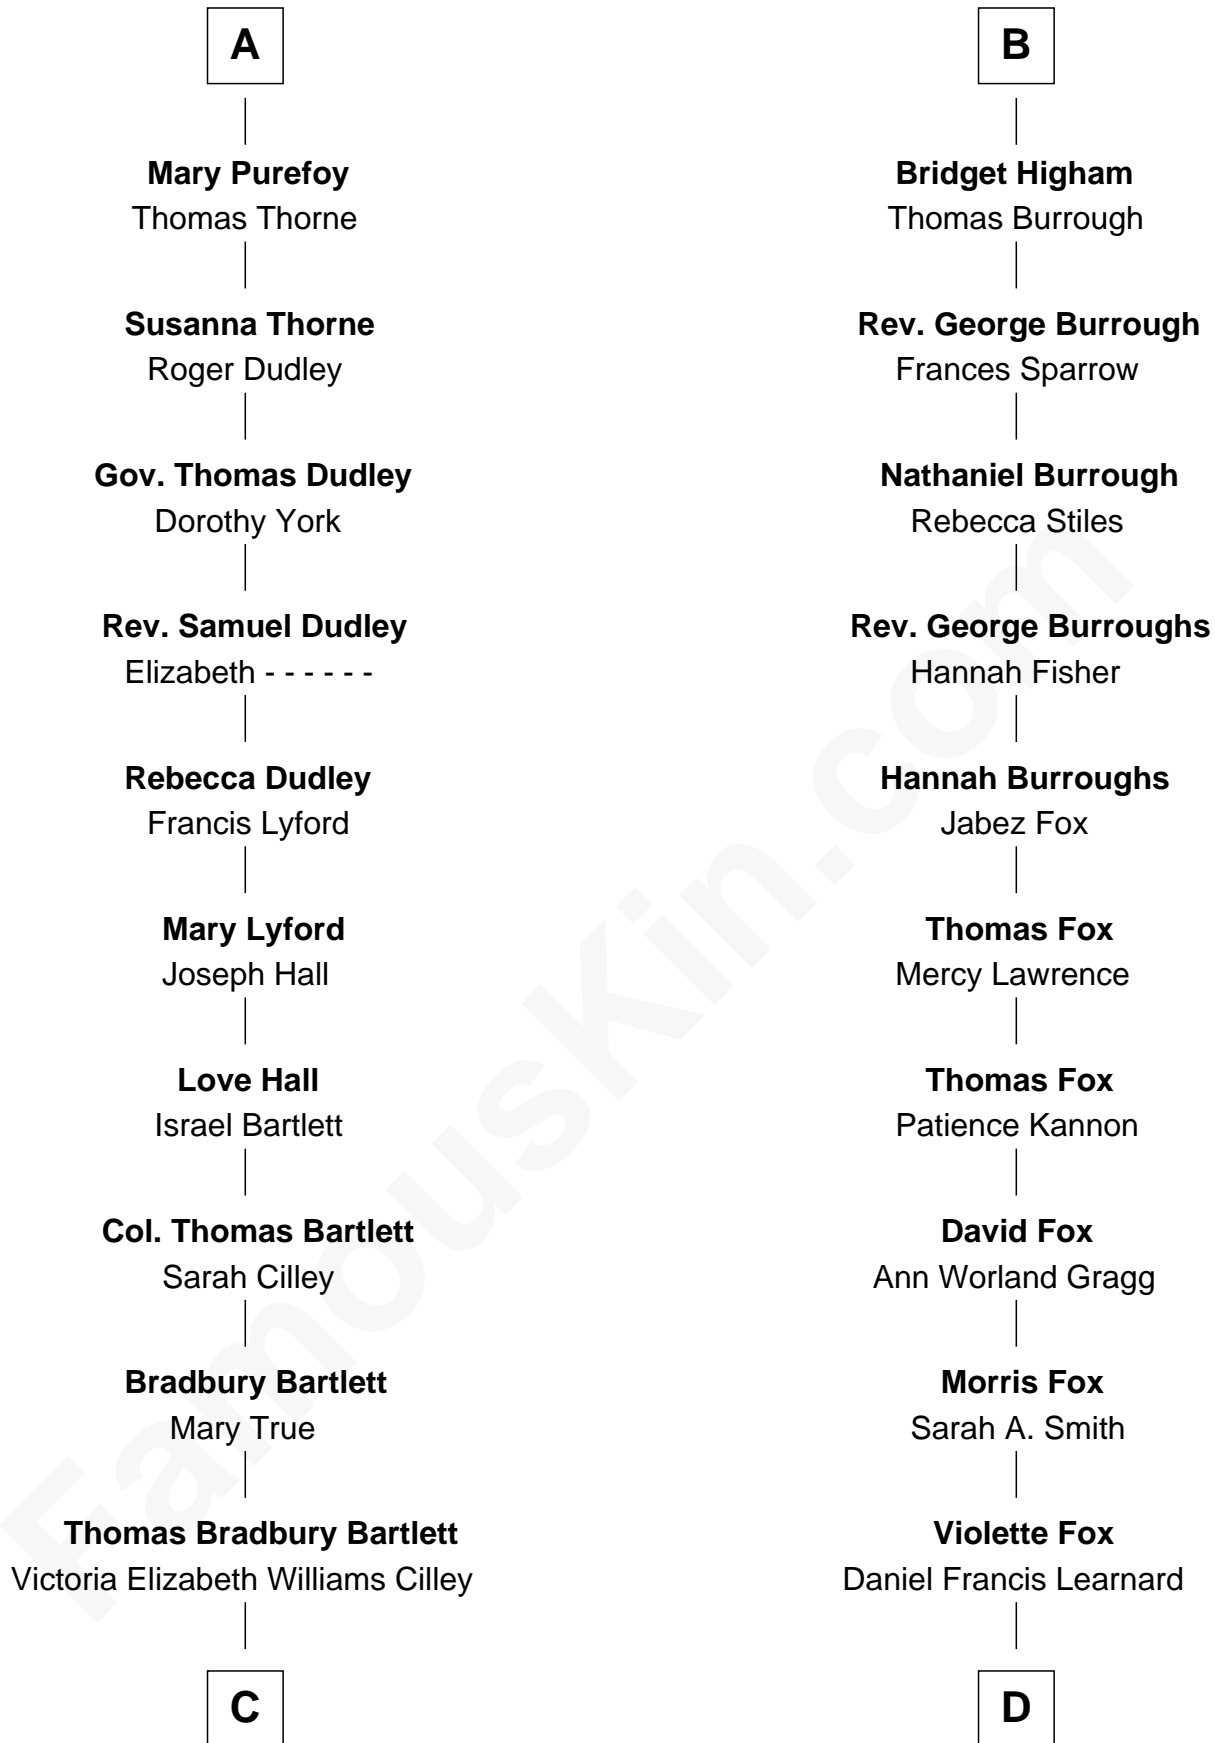 A
Mary Purefoy
Thomas Thorne
Susanna Thorne
Roger Dudley
Gov. Thomas Dudley
Dorothy York
Rev. Samuel Dudley
Elizabeth - - - - - -
Rebecca Dudley
Francis Lyford
Mary Lyford
Joseph Hall
Love Hall
Israel Bartlett
Col. Thomas Bartlett
Sarah Cilley
Bradbury Bartlett
Mary True
Thomas Bradbury Bartlett
Victoria Elizabeth Williams Cilley
C
B
Bridget Higham
Thomas Burrough
Rev. George Burrough
Frances Sparrow
Nathaniel Burrough
Rebecca Stiles
Rev. George Burroughs
Hannah Fisher
Hannah Burroughs
Jabez Fox
Thomas Fox
Mercy Lawrence
Thomas Fox
Patience Kannon
David Fox
Ann Worland Gragg
Morris Fox
Sarah A. Smith
Violette Fox
Daniel Francis Learnard
D
FamousKin.com